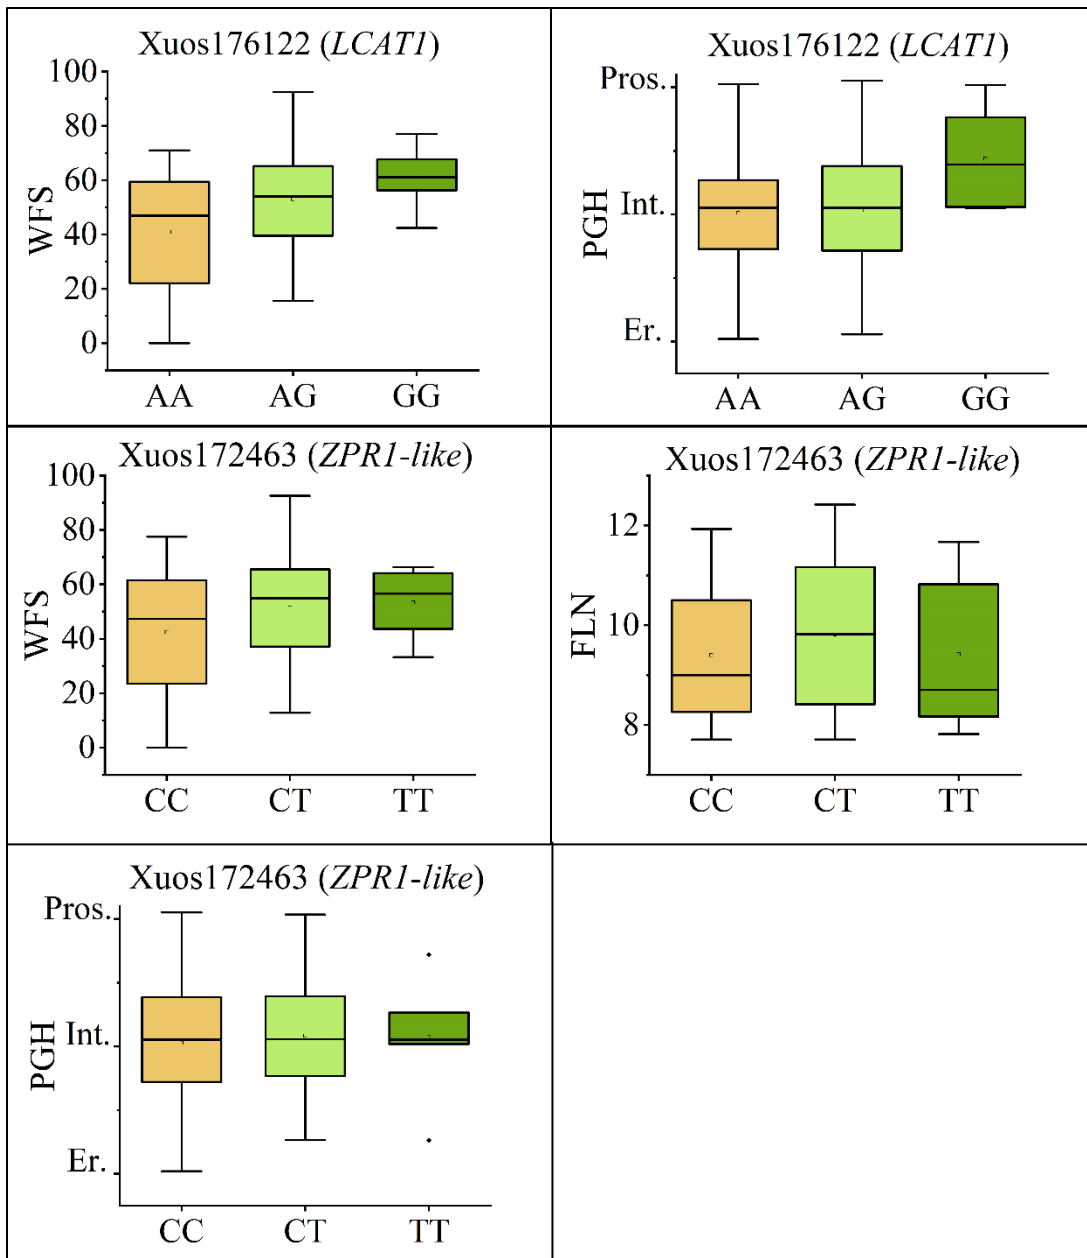 Xuos176122 (LCAT1)
WFS
100
80
60
40
20
0
AA AG GG
Xuos176122 (LCAT1)
PGH
Pros.
Int.
Er.
AA AG GG
Xuos172463 (ZPR1-like)
WFS
100
80
60
40
20
0
CC CT TT
Xuos172463 (ZPR1-like)
FLN
12
10
8
CC CT TT
Xuos172463 (ZPR1-like)
PGH
Pros.
Int.
Er.
CC CT TT